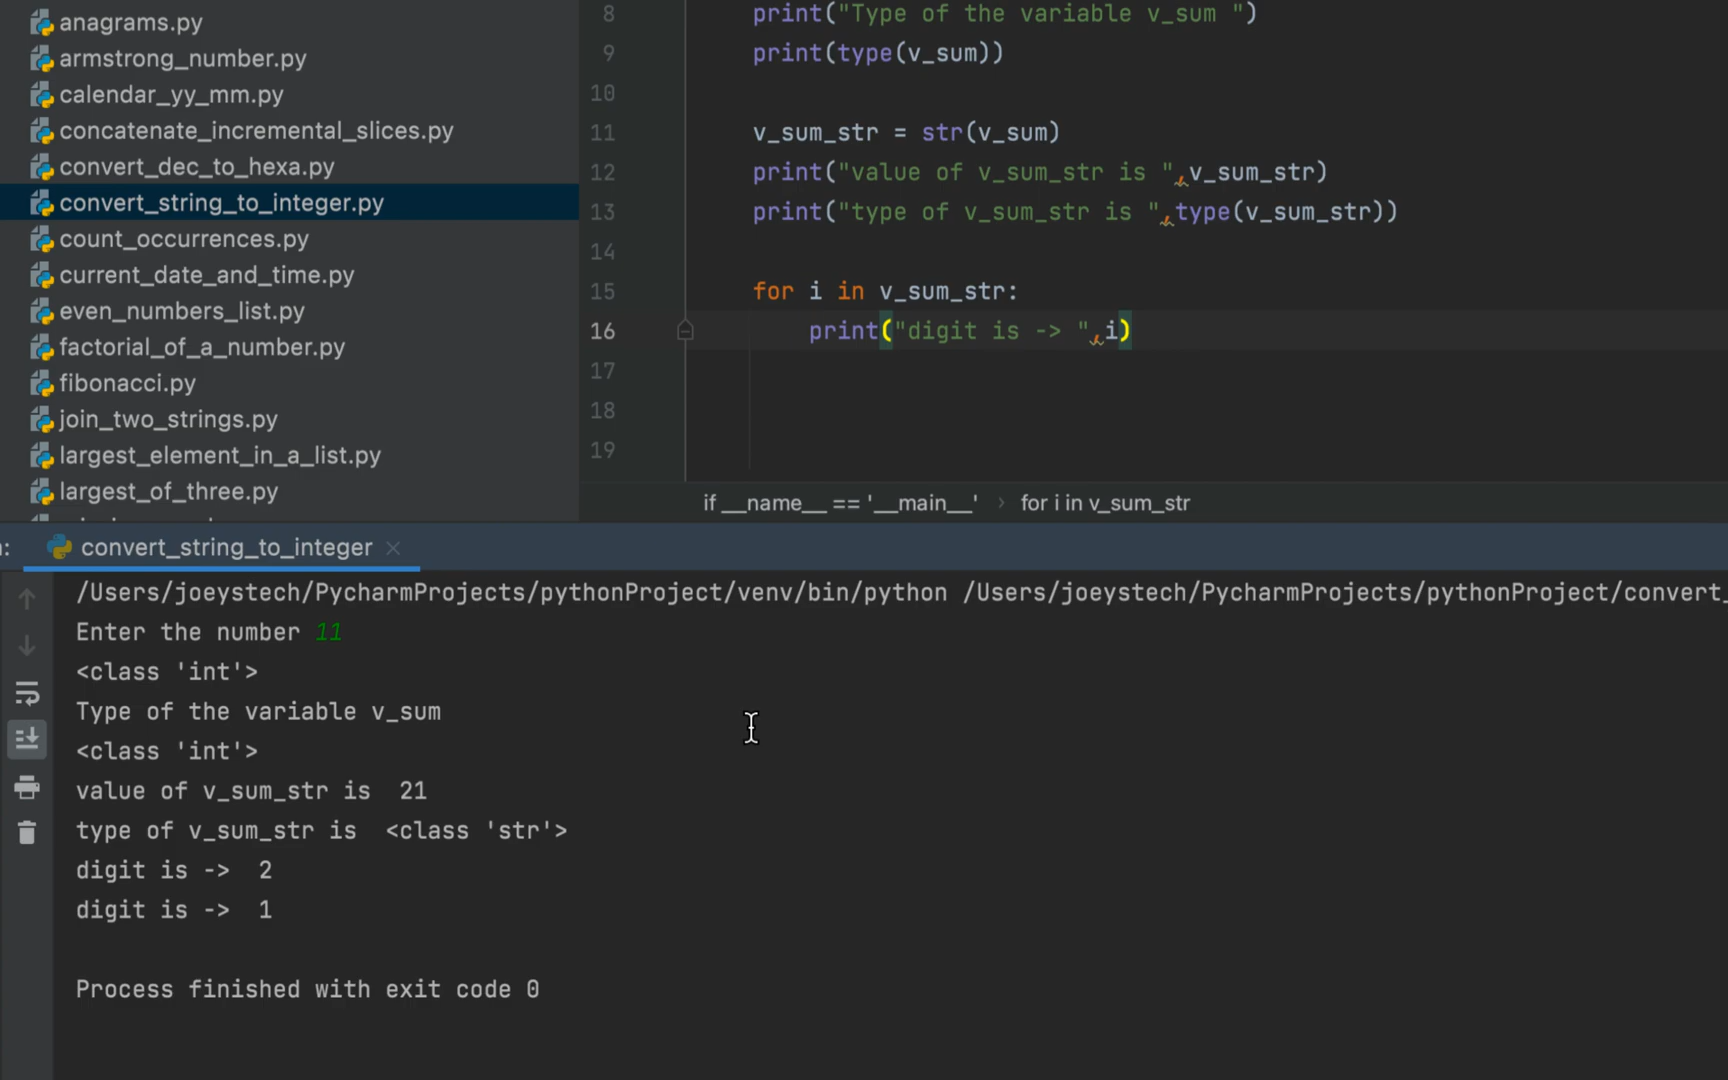 anagrams.py
armstrong_number.py
calendar_yy_mm.py
concatenate_incremental_slices.py
convert_dec_to_hexa.py
convert_string_to_integer.py
count_occurrences.py
current_date_and_time.py
even_numbers_list.py
factorial_of_a_number.py
fibonacci.py
join_two_strings.py
largest_element_in_a_list.py
largest_of_three.py
8 print("Type of the variable v_sum ")
9 print(type(v_sum))
10
11 v_sum_str = str(v_sum)
12 print("value of v_sum_str is ",v_sum_str)
13 print("type of v_sum_str is ",type(v_sum_str))
14
15 for i in v_sum_str:
16 print("digit is -> ",i)
17
18
19
if __name__ == '__main__' › for i in v_sum_str
convert_string_to_integer
/Users/joeystech/PycharmProjects/pythonProject/venv/bin/python /Users/joeystech/PycharmProjects/pythonProject/convert_
Enter the number 11
<class 'int'>
Type of the variable v_sum
<class 'int'>
value of v_sum_str is  21
type of v_sum_str is  <class 'str'>
digit is ->  2
digit is ->  1
Process finished with exit code 0